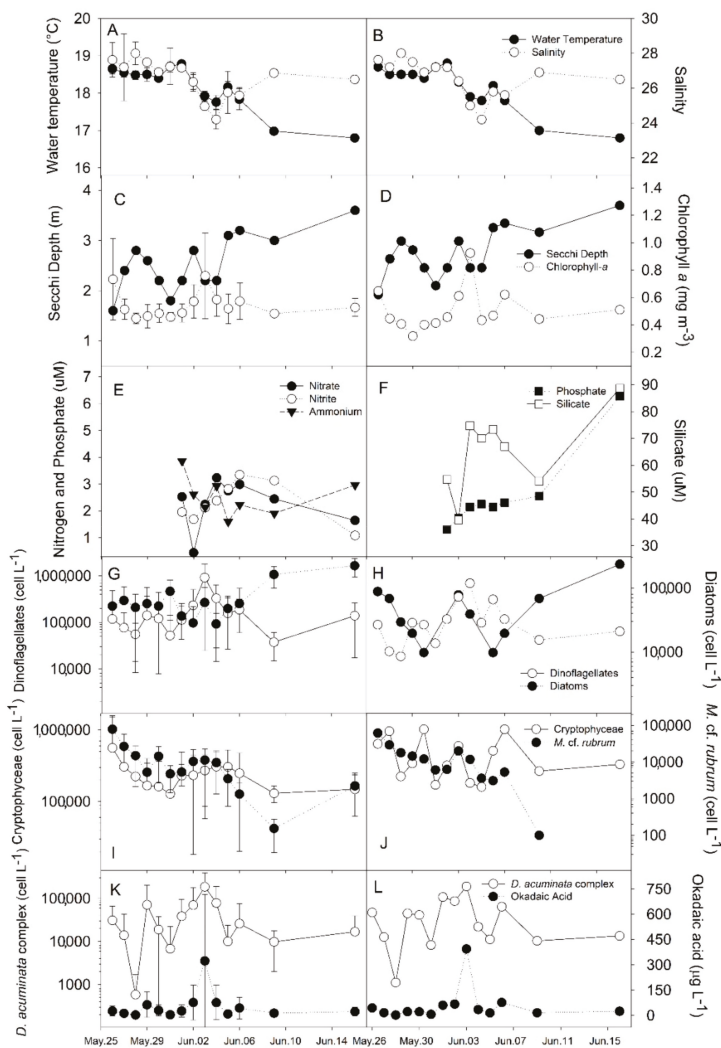 20
19
18
17
16
Water temperature (°C)
A
B
Water Temperature
Salinity
30
28
26
24
22
Salinity
4
3
2
1
Secchi Depth (m)
C
D
Secchi Depth
Chlorophyll-a
1.4
1.2
1.0
0.8
0.6
0.4
0.2
Chlorophyll a
(mg m-3)
7
6
5
4
3
2
1
Nitrogen and Phosphate (uM)
E
Nitrate
Nitrite
Ammonium
F
Phosphate
Silicate
90
80
70
60
50
40
30
Silicate
(uM)
1000,000
100,000
10,000
Dinoflagellates (cell L-1)
G
H
Dinoflagellates
Diatoms
100,000
10000
Diatoms
(cell L-1)
1000,000
100,000
Cryptophyceae (cell L-1)
I
J
Cryptophyceae
M. cf. rubrum
100,000
10000
1000
100
M. cf. rubrum
(cell L-1)
100,000
10,000
1000
D. acuminata complex (cell L-1)
K
L
D. acuminata complex
Okadaic Acid
750
600
450
300
150
0
Okadaic acid
(µg L-1)
May.25 May.29 Jun.02 Jun.06 Jun.10 Jun.14 May.26 May.30 Jun.03 Jun.07 Jun.11 Jun.15